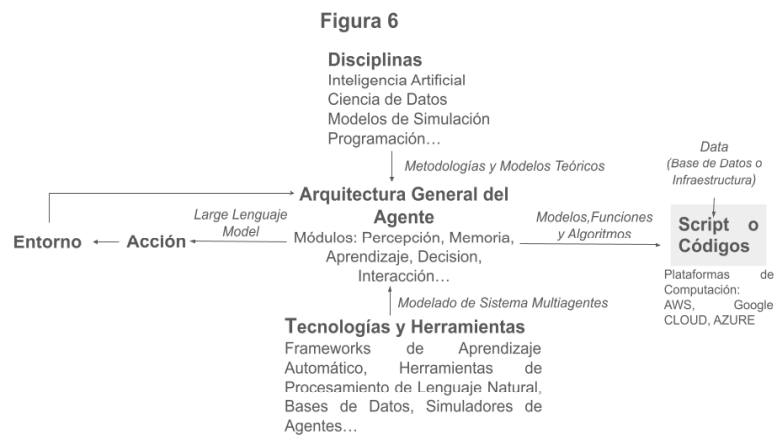 Figura 6
Disciplinas
Inteligencia Artificial
Ciencia de Datos
Modelos de Simulación
Programación…
Metodologías y Modelos Teóricos
Data
(Base de Datos o
Infraestructura)
Arquitectura General del
Agente
Módulos: Percepción, Memoria,
Aprendizaje, Decision,
Interacción…
Large Lenguaje
Model
Acción
Entorno
Modelos,Funciones
y Algoritmos
Script o
Códigos
Plataformas de
Computación:
AWS, Google
CLOUD, AZURE
Modelado de Sistema Multiagentes
Tecnologías y Herramientas
Frameworks de Aprendizaje
Automático, Herramientas de
Procesamiento de Lenguaje Natural,
Bases de Datos, Simuladores de
Agentes…